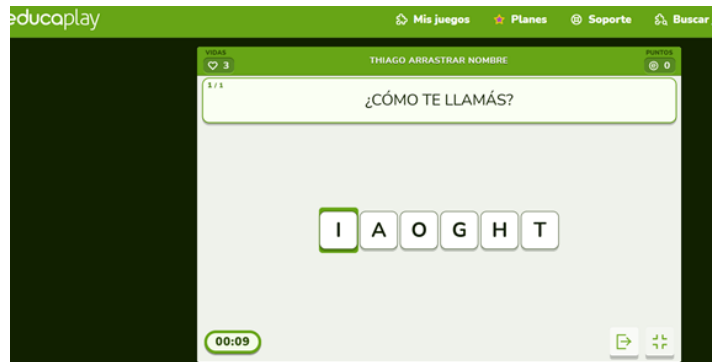 educaplay Mis juegos Planes Soporte Buscar
VIDAS
3
THIAGO ARRASTRAR NOMBRE
PUNTOS
0
1 / 1
¿CÓMO TE LLAMÁS?
I A O G H T
00:09